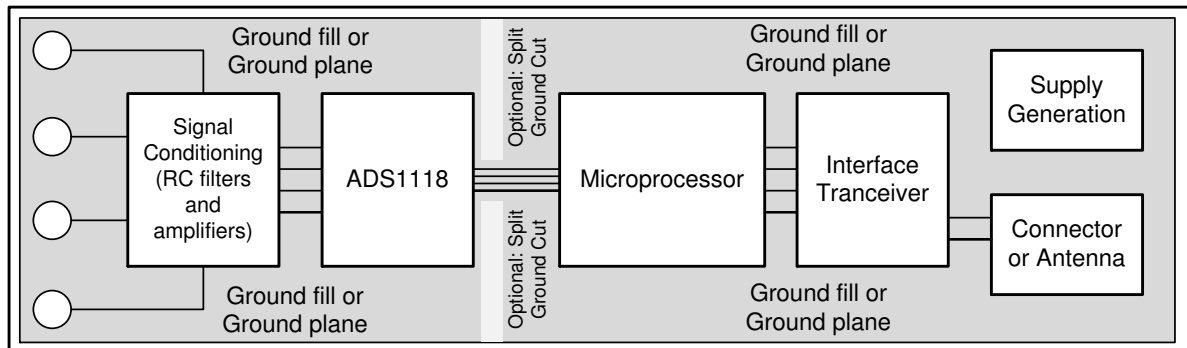 Ground fill or
Ground plane
Optional: Split
Ground Cut
Ground fill or
Ground plane
Supply
Generation
Signal
Conditioning
(RC filters
and
amplifiers)
ADS1118
Microprocessor
Interface
Tranceiver
Connector
or Antenna
Ground fill or
Ground plane
Optional: Split
Ground Cut
Ground fill or
Ground plane